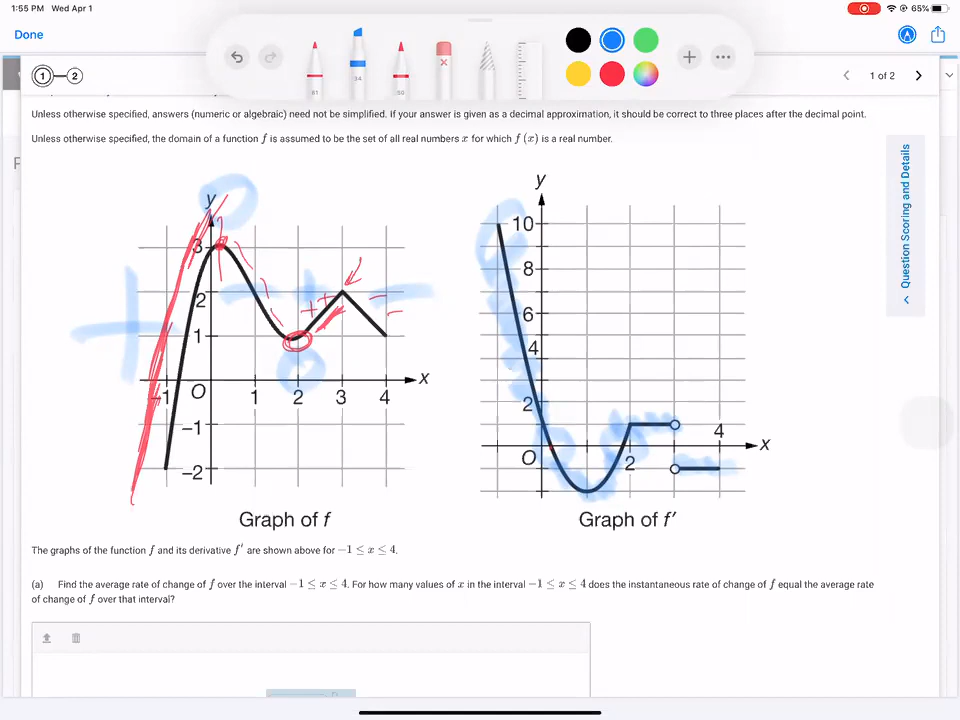 1:55 PM Wed Apr 1
65%
Done
81
34
50
1
2
1 of 2
Unless otherwise specified, answers (numeric or algebraic) need not be simplified. If your answer is given as a decimal approximation, it should be correct to three places after the decimal point.
Unless otherwise specified, the domain of a function f is assumed to be the set of all real numbers x for which f (x) is a real number.
Question Scoring and Details
y
3
2
1
−1
O
1
2
3
4
x
−1
−2
Graph of f
y
10
8
6
4
2
O
2
4
x
Graph of f′
The graphs of the function f and its derivative f′ are shown above for −1 ≤ x ≤ 4.
(a) Find the average rate of change of f over the interval −1 ≤ x ≤ 4. For how many values of x in the interval −1 ≤ x ≤ 4 does the instantaneous rate of change of f equal the average rate
of change of f over that interval?